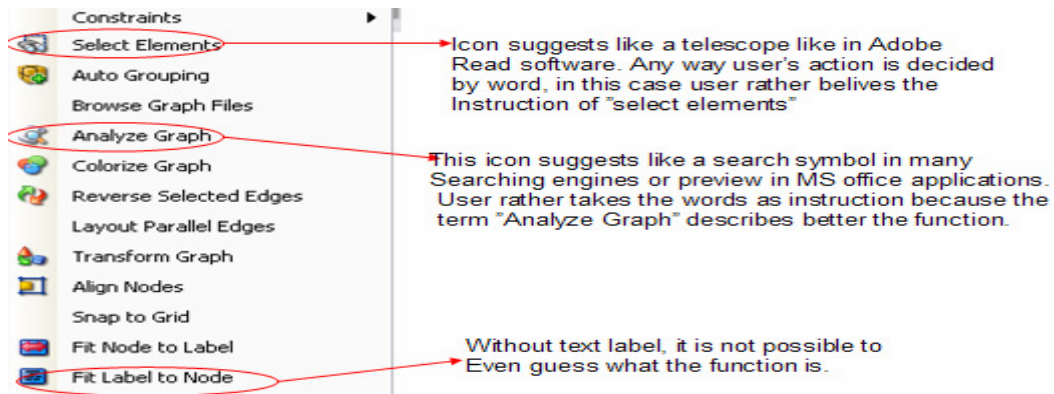 Constraints
Select Elements
Auto Grouping
Browse Graph Files
Analyze Graph
Colorize Graph
Reverse Selected Edges
Layout Parallel Edges
Transform Graph
Align Nodes
Snap to Grid
Fit Node to Label
Fit Label to Node
Icon suggests like a telescope like in Adobe
Read software. Any way user's action is decided
by word, in this case user rather belives the
Instruction of "select elements"
This icon suggests like a search symbol in many
Searching engines or preview in MS office applications.
User rather takes the words as instruction because the
term "Analyze Graph" describes better the function.
Without text label, it is not possible to
Even guess what the function is.